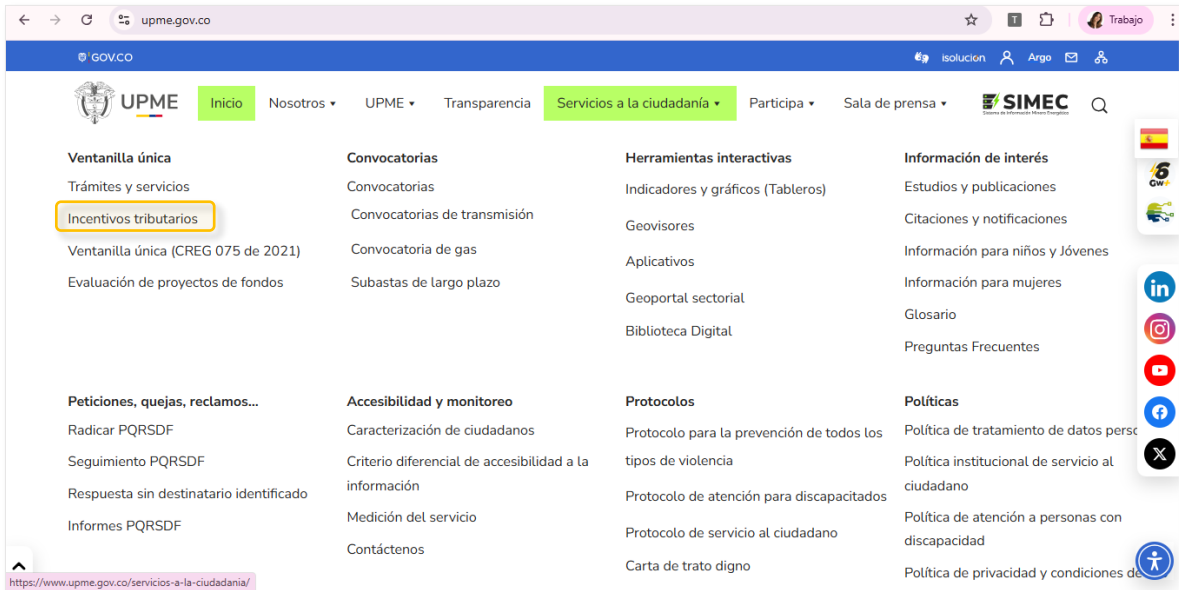 upme.gov.co
T
Trabajo
GOV.CO
isolucion
Argo
UPME
Inicio
Nosotros
UPME
Transparencia
Servicios a la ciudadanía
Participa
Sala de prensa
SIMEC
Sistema de Información Minero Energético
Ventanilla única
Trámites y servicios
Incentivos tributarios
Ventanilla única (CREG 075 de 2021)
Evaluación de proyectos de fondos
Convocatorias
Convocatorias
Convocatorias de transmisión
Convocatoria de gas
Subastas de largo plazo
Herramientas interactivas
Indicadores y gráficos (Tableros)
Geovisores
Aplicativos
Geoportal sectorial
Biblioteca Digital
Información de interés
Estudios y publicaciones
Citaciones y notificaciones
Información para niños y Jóvenes
Información para mujeres
Glosario
Preguntas Frecuentes
6
GW+
in
Peticiones, quejas, reclamos...
Radicar PQRSDF
Seguimiento PQRSDF
Respuesta sin destinatario identificado
Informes PQRSDF
Accesibilidad y monitoreo
Caracterización de ciudadanos
Criterio diferencial de accesibilidad a la
información
Medición del servicio
Contáctenos
Protocolos
Protocolo para la prevención de todos los
tipos de violencia
Protocolo de atención para discapacitados
Protocolo de servicio al ciudadano
Carta de trato digno
Políticas
Política de tratamiento de datos perso
Política institucional de servicio al
ciudadano
Política de atención a personas con
discapacidad
Política de privacidad y condiciones de
https://www.upme.gov.co/servicios-a-la-ciudadania/